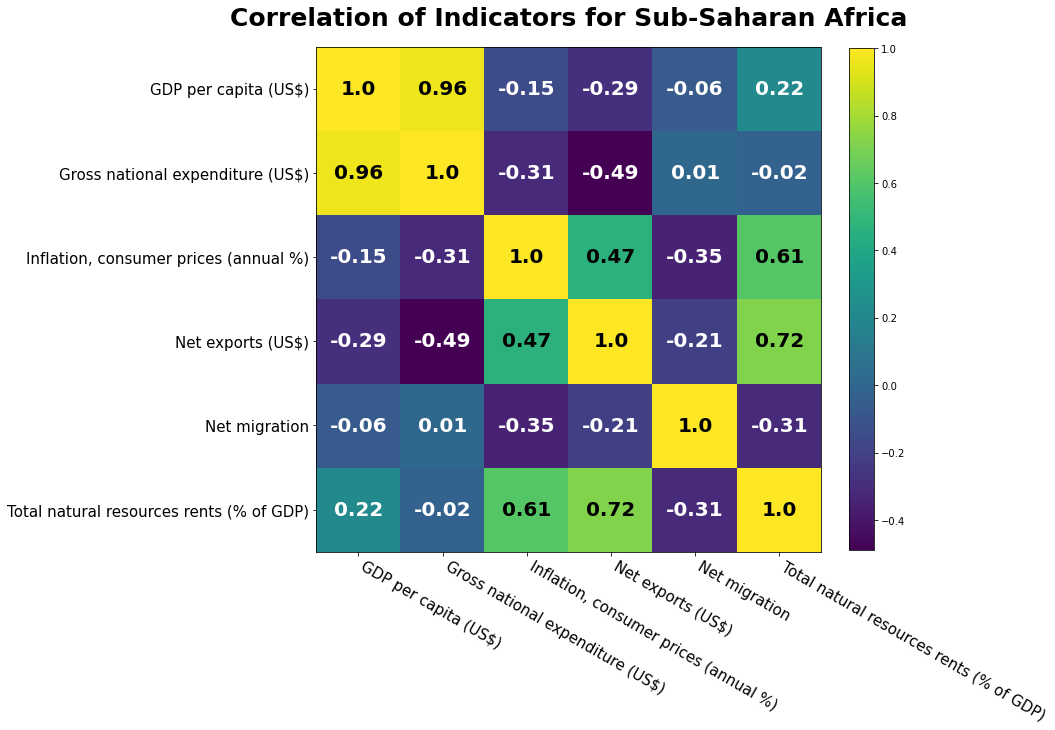 Correlation of Indicators for Sub-Saharan Africa
GDP per capita (US$) 1.0 0.96 -0.15 -0.29 -0.06 0.22
Gross national expenditure (US$) 0.96 1.0 -0.31 -0.49 0.01 -0.02
Inflation, consumer prices (annual %) -0.15 -0.31 1.0 0.47 -0.35 0.61
Net exports (US$) -0.29 -0.49 0.47 1.0 -0.21 0.72
Net migration -0.06 0.01 -0.35 -0.21 1.0 -0.31
Total natural resources rents (% of GDP) 0.22 -0.02 0.61 0.72 -0.31 1.0
GDP per capita (US$)
Gross national expenditure (US$)
Inflation, consumer prices (annual %)
Net exports (US$)
Net migration
Total natural resources rents (% of GDP)
1.0
0.8
0.6
0.4
0.2
0.0
−0.2
−0.4